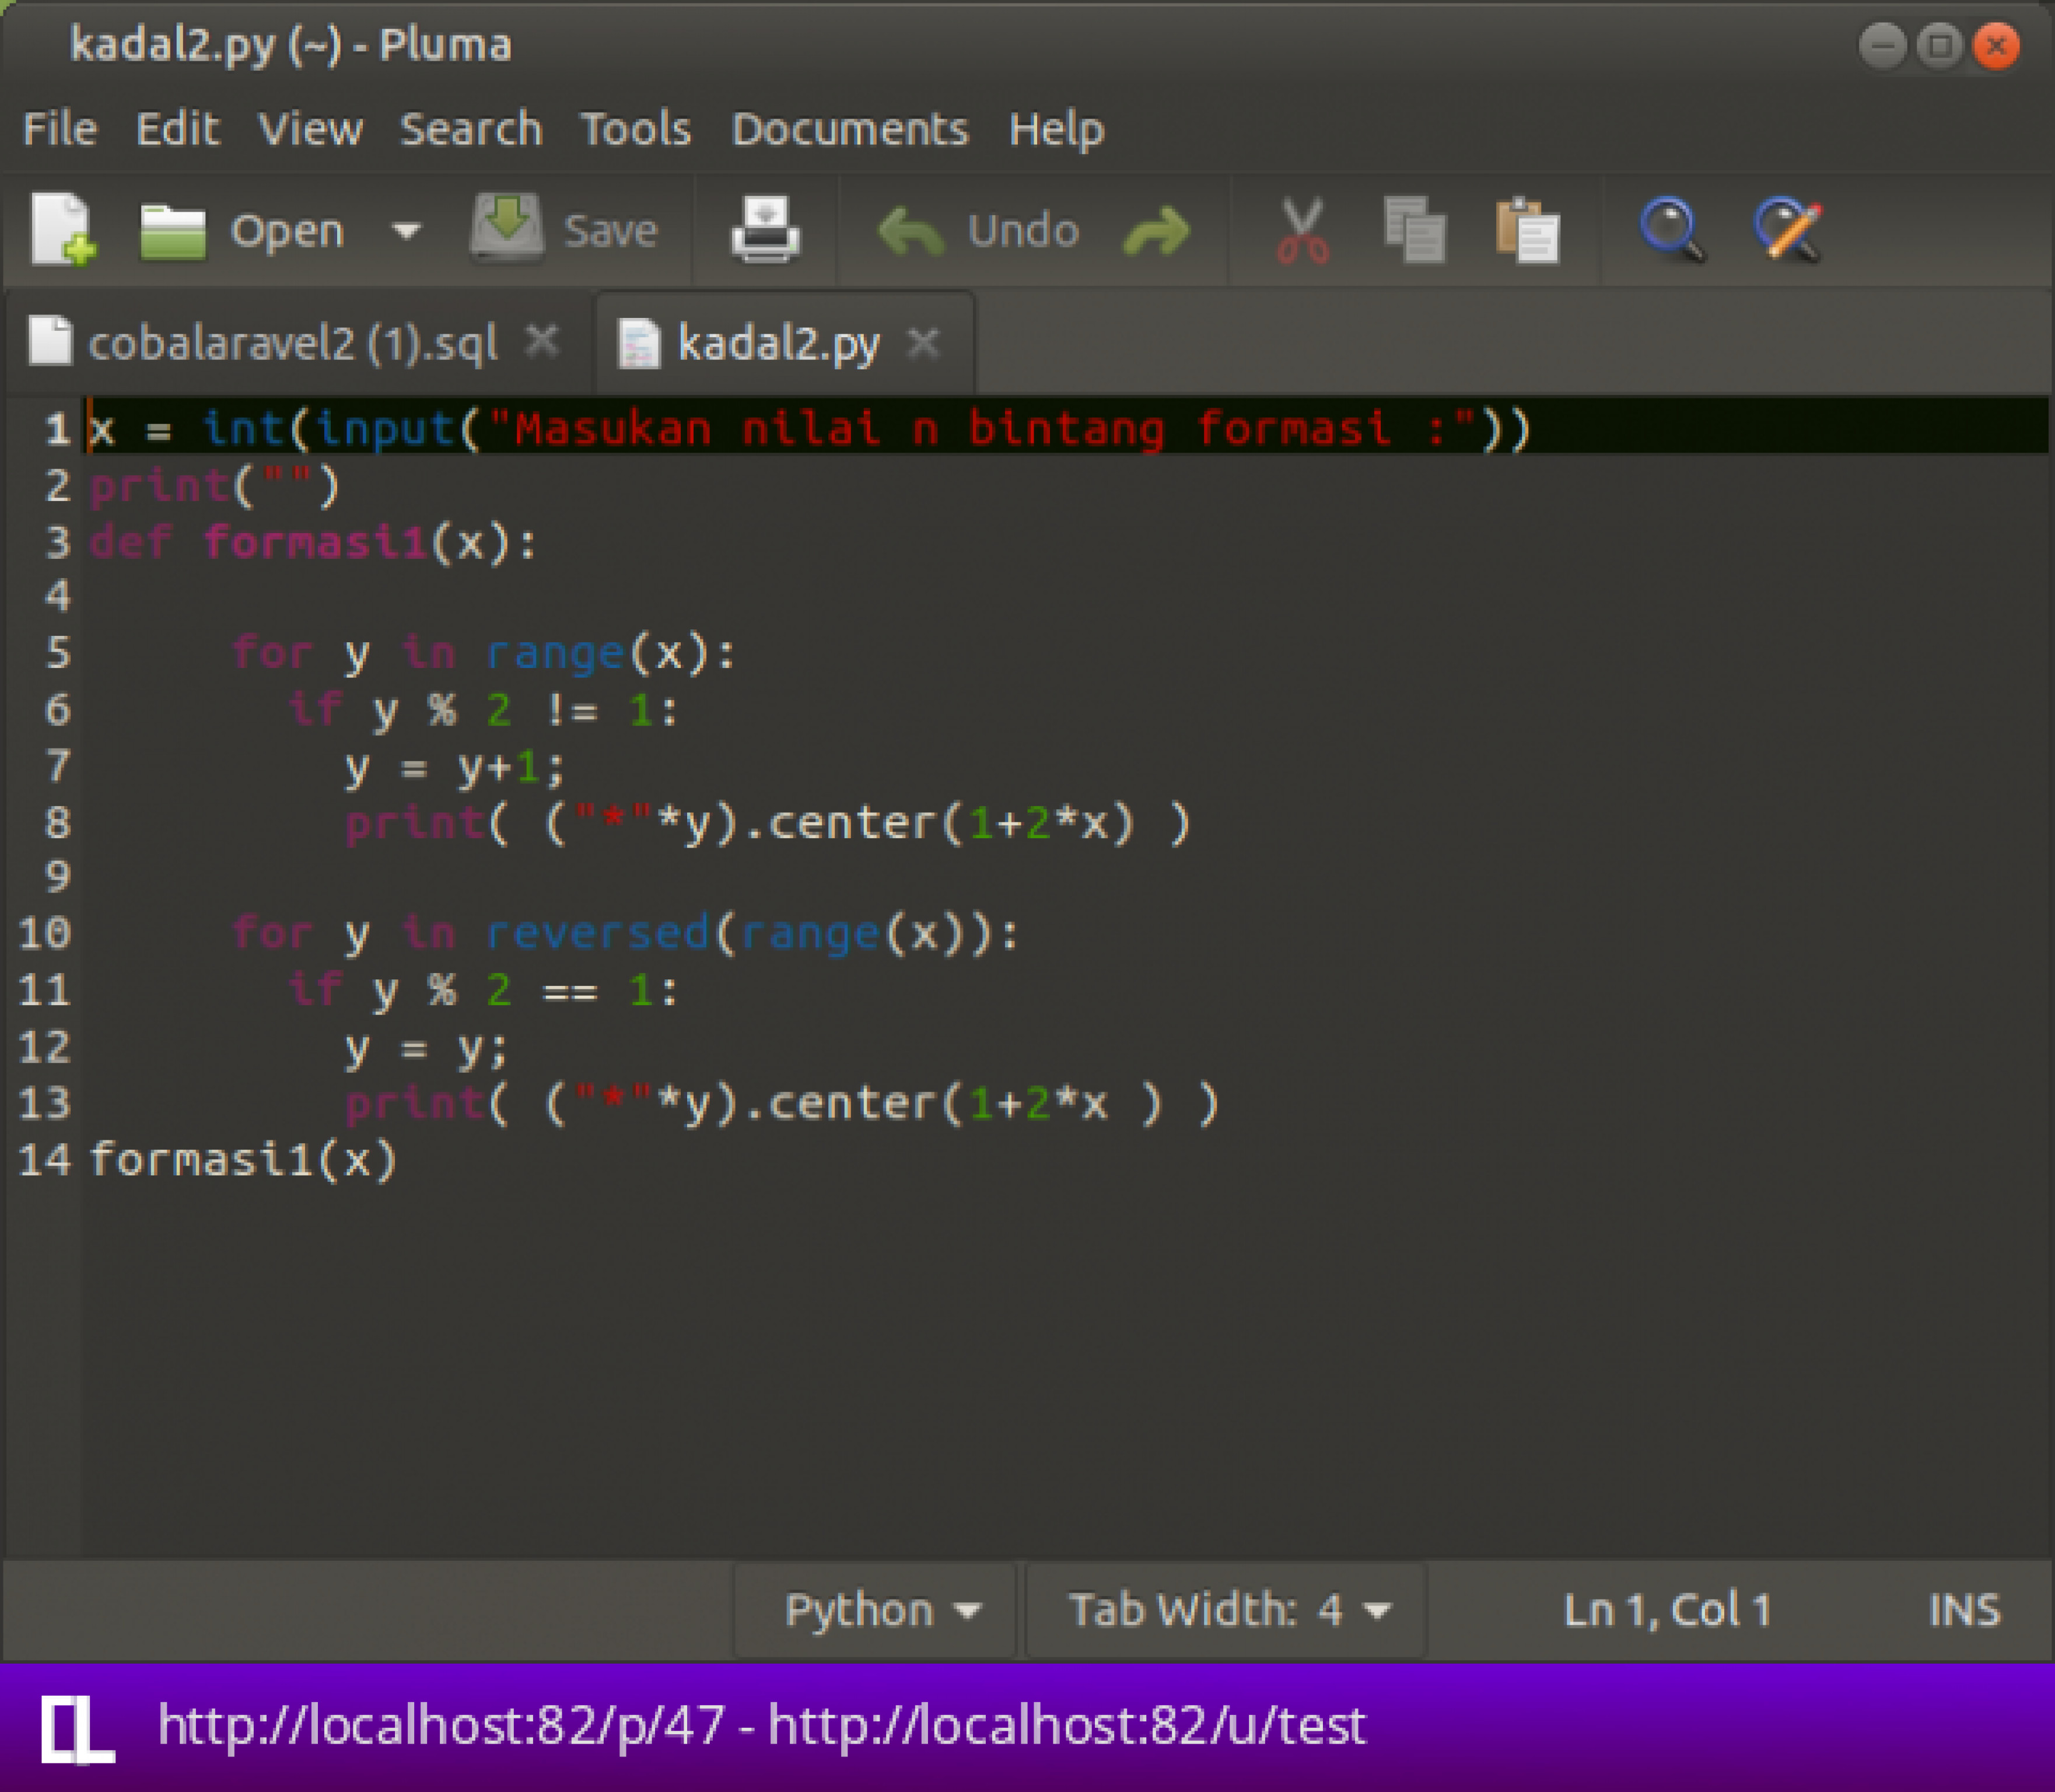 kadal2.py (~) - Pluma
File Edit View Search Tools Documents Help
Open Save Undo
cobalaravel2 (1).sql kadal2.py
1 x = int(input("Masukan nilai n bintang formasi :"))
2 print("")
3 def formasi1(x):
4
5      for y in range(x):
6        if y % 2 != 1:
7          y = y+1;
8          print( ("*"*y).center(1+2*x) )
9
10      for y in reversed(range(x)):
11        if y % 2 == 1:
12          y = y;
13          print( ("*"*y).center(1+2*x ) )
14 formasi1(x)
Python Tab Width: 4 Ln 1, Col 1 INS
http://localhost:82/p/47 - http://localhost:82/u/test